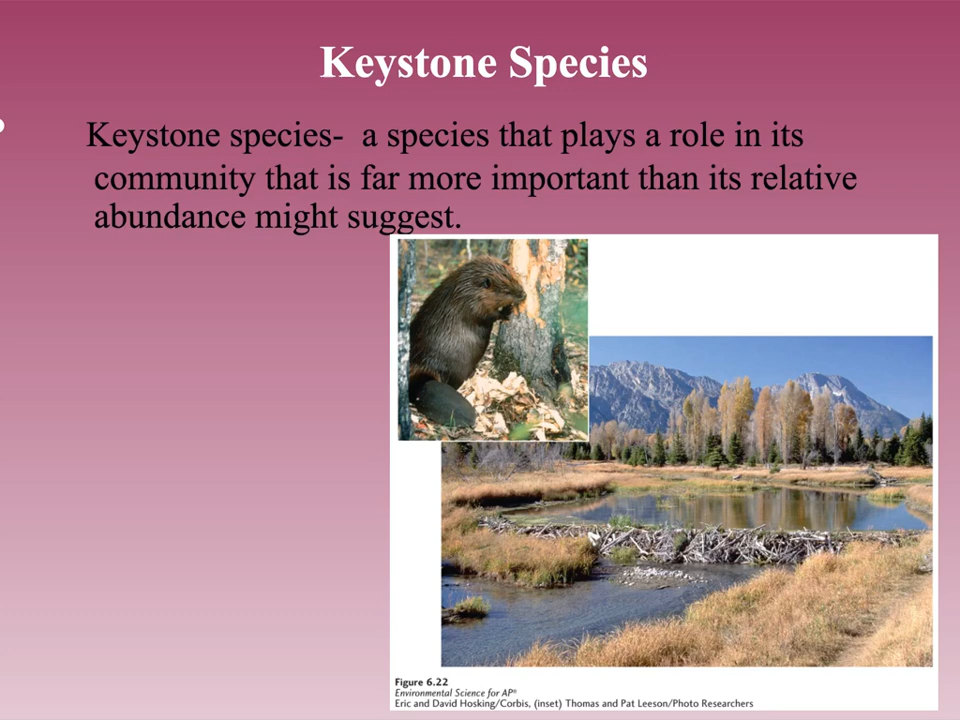 Keystone Species
Keystone species-  a species that plays a role in its
community that is far more important than its relative
abundance might suggest.
Figure 6.22
Environmental Science for AP®
Eric and David Hosking/Corbis, (inset) Thomas and Pat Leeson/Photo Researchers